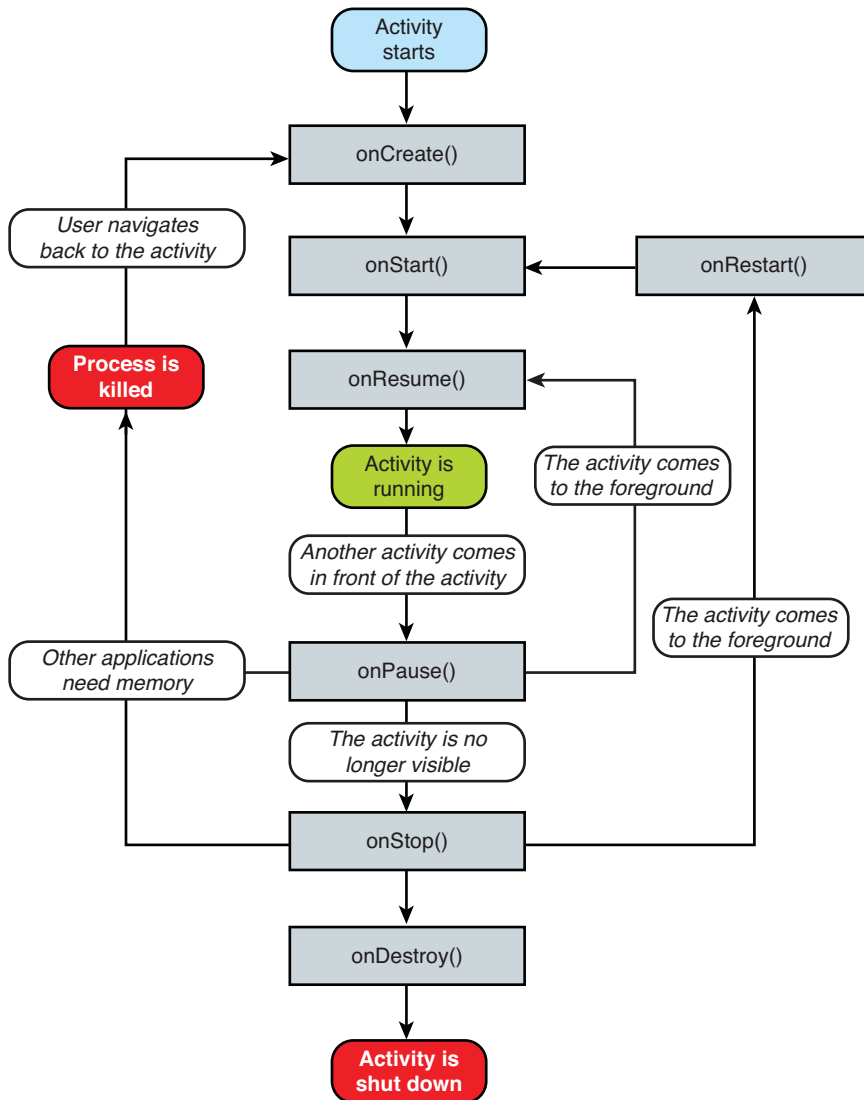 Activity
starts
onCreate()
User navigates
back to the activity
onStart()
onRestart()
Process is
killed
onResume()
Activity is
running
The activity comes
to the foreground
Another activity comes
in front of the activity
The activity comes
to the foreground
Other applications
need memory
onPause()
The activity is no
longer visible
onStop()
onDestroy()
Activity is
shut down